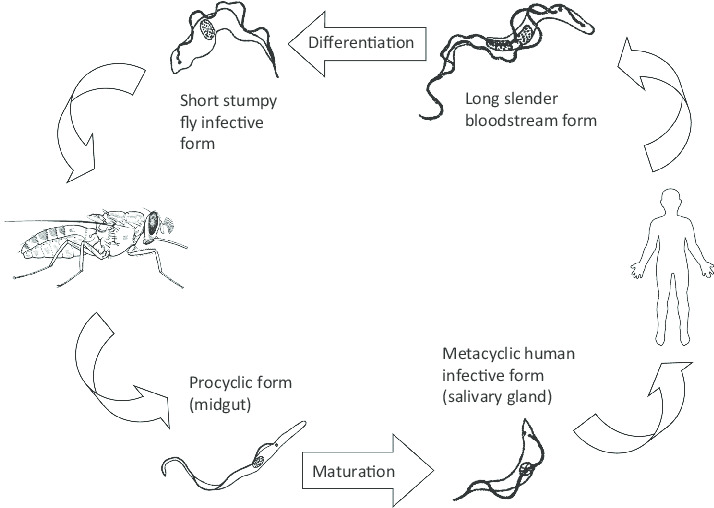 Differentiation
Short stumpy
fly infective
form
Long slender
bloodstream form
Procyclic form
(midgut)
Metacyclic human
infective form
(salivary gland)
Maturation